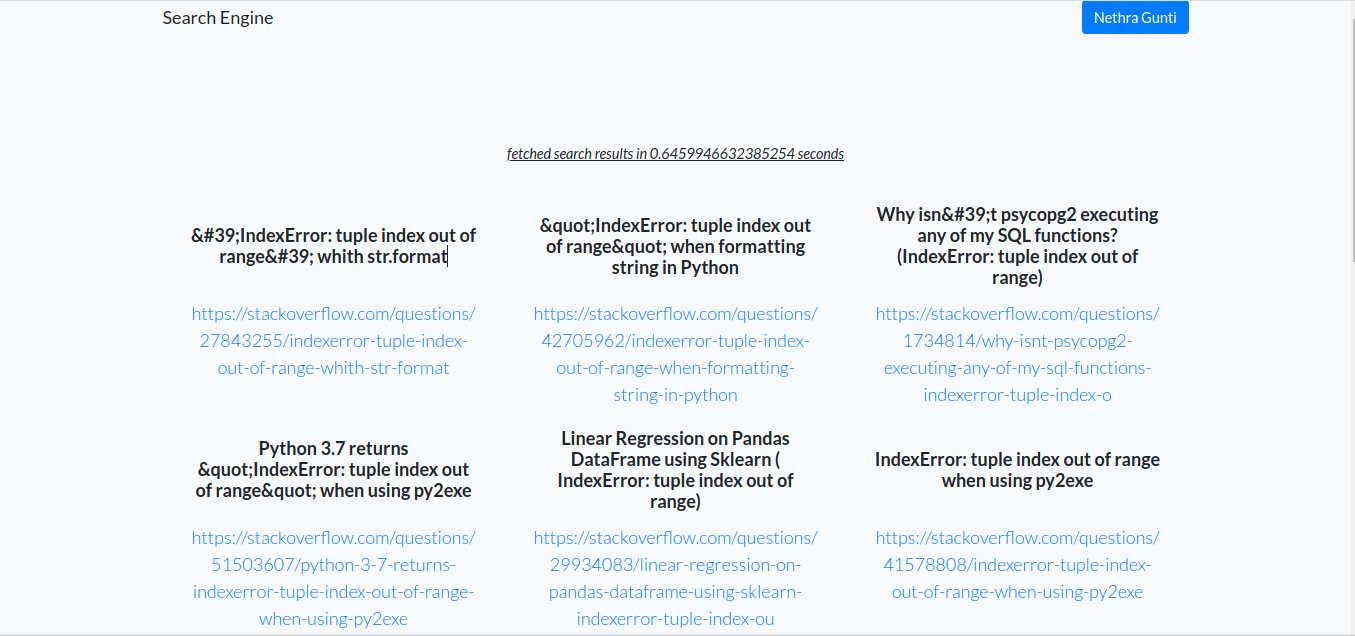 Search Engine
Nethra Gunti
fetched search results in 0.6459946632385254 seconds
&#39;IndexError: tuple index out of
range&#39; whith str.format
https://stackoverflow.com/questions/
27843255/indexerror-tuple-index-
out-of-range-whith-str-format
&quot;IndexError: tuple index out
of range&quot; when formatting
string in Python
https://stackoverflow.com/questions/
42705962/indexerror-tuple-index-
out-of-range-when-formatting-
string-in-python
Why isn&#39;t psycopg2 executing
any of my SQL functions?
(IndexError: tuple index out of
range)
https://stackoverflow.com/questions/
1734814/why-isnt-psycopg2-
executing-any-of-my-sql-functions-
indexerror-tuple-index-o
Python 3.7 returns
&quot;IndexError: tuple index out
of range&quot; when using py2exe
https://stackoverflow.com/questions/
51503607/python-3-7-returns-
indexerror-tuple-index-out-of-range-
when-using-py2exe
Linear Regression on Pandas
DataFrame using Sklearn (
IndexError: tuple index out of
range)
https://stackoverflow.com/questions/
29934083/linear-regression-on-
pandas-dataframe-using-sklearn-
indexerror-tuple-index-ou
IndexError: tuple index out of range
when using py2exe
https://stackoverflow.com/questions/
41578808/indexerror-tuple-index-
out-of-range-when-using-py2exe